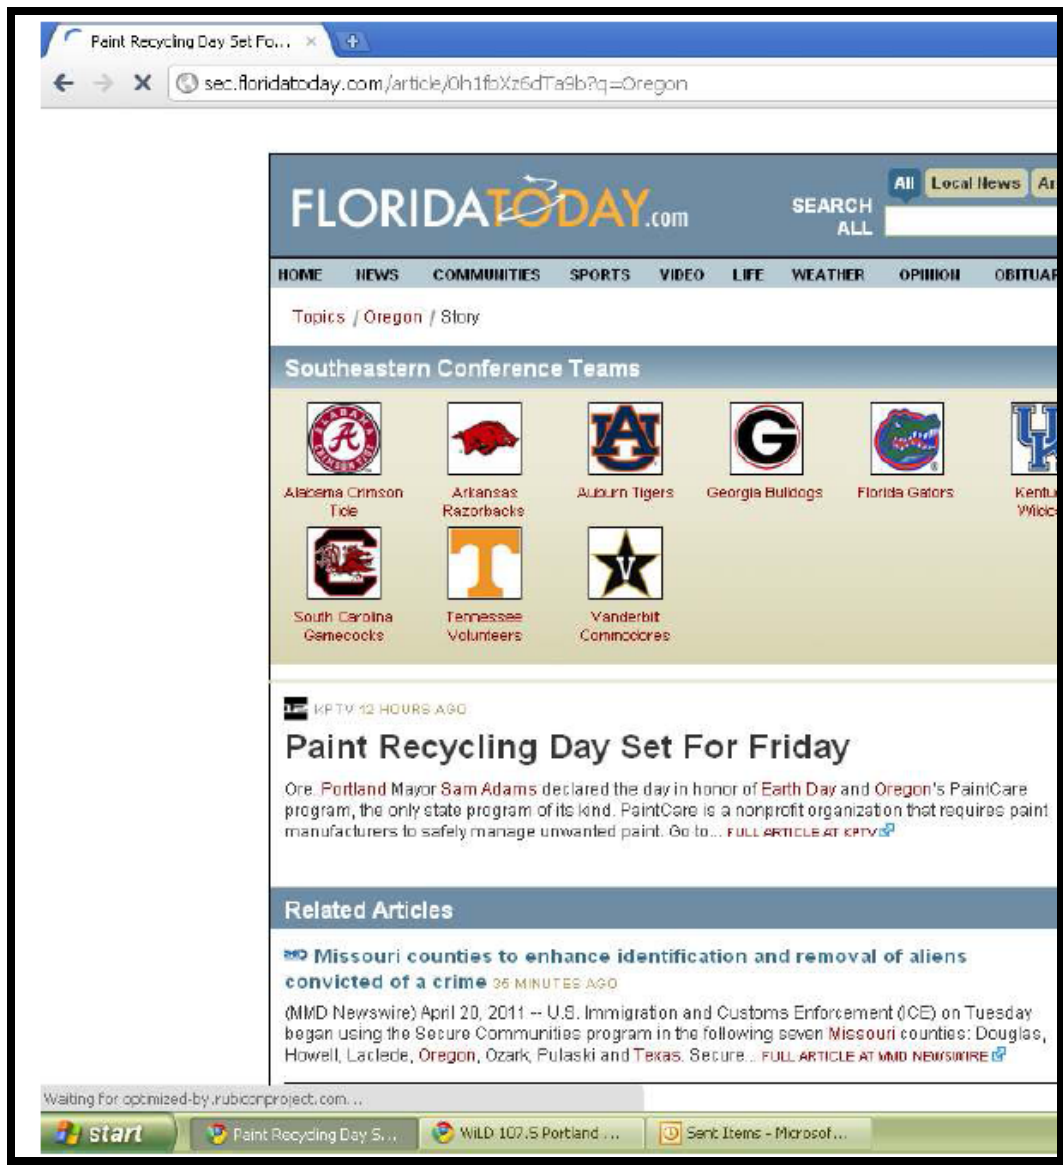 Paint Recycling Day Set Fo... ×
sec.floridatoday.com/article/0h1fbXz6dTa9b?q=Oregon
FLORIDATODAY.com
SEARCH ALL
All Local News
HOME NEWS COMMUNITIES SPORTS VIDEO LIFE WEATHER OPINION OBITUAR
Topics / Oregon / Story
Southeastern Conference Teams
Alabama Crimson Tide
Arkansas Razorbacks
Auburn Tigers
Georgia Bulldogs
Florida Gators
Kentu
Wildc
South Carolina Gamecocks
Tennessee Volunteers
Vanderbilt Commodores
KPTV 12 HOURS AGO
Paint Recycling Day Set For Friday
Ore. Portland Mayor Sam Adams declared the day in honor of Earth Day and Oregon's PaintCare
program, the only state program of its kind. PaintCare is a nonprofit organization that requires paint
manufacturers to safely manage unwanted paint. Go to... FULL ARTICLE AT KPTV
Related Articles
Missouri counties to enhance identification and removal of aliens
convicted of a crime 35 MINUTES AGO
(MMD Newswire) April 20, 2011 -- U.S. Immigration and Customs Enforcement (ICE) on Tuesday
began using the Secure Communities program in the following seven Missouri counties: Douglas,
Howell, Laclede, Oregon, Ozark, Pulaski and Texas. Secure... FULL ARTICLE AT MMD NEWSWIRE
Waiting for optimized-by.rubiconproject.com...
start
Paint Recycling Day S...
WiLD 107.5 Portland ...
Sent Items - Microsof...